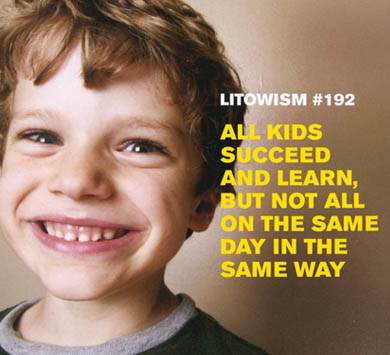 LITOWISM #192
ALL KIDS
SUCCEED
AND LEARN,
BUT NOT ALL
ON THE SAME
DAY IN THE
SAME WAY